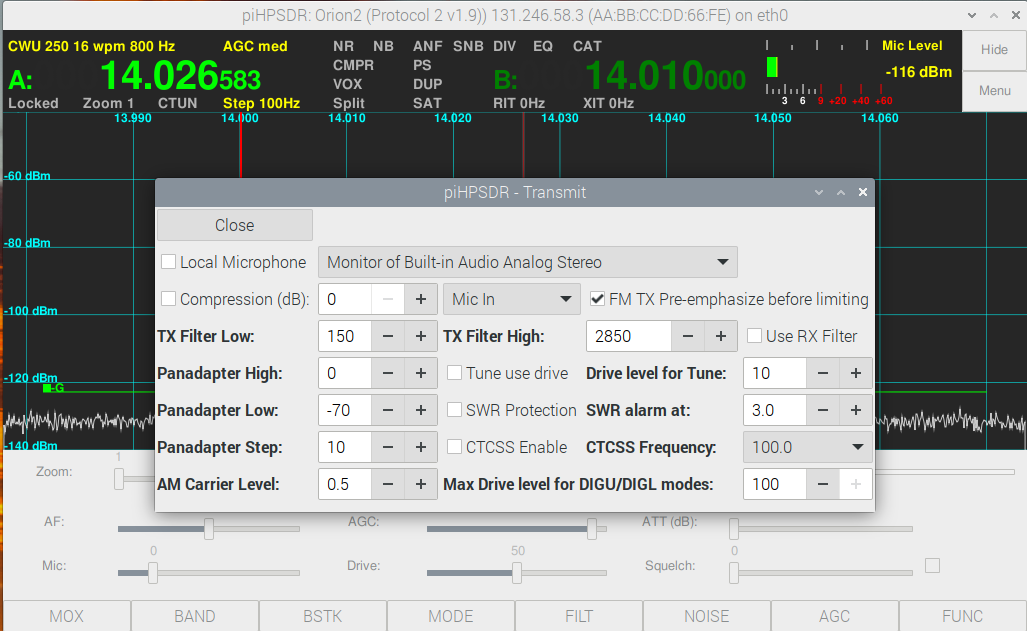 piHPSDR: Orion2 (Protocol 2 v1.9)) 131.246.58.3 (AA:BB:CC:DD:66:FE) on eth0
CWU 250 16 wpm 800 Hz AGC med NR NB ANF SNB DIV EQ CAT Mic Level Hide
CMPR PS
A: 14.026583 VOX DUP B: 14.010000 -116 dBm Menu
Locked Zoom 1 CTUN Step 100Hz Split SAT RIT 0Hz XIT 0Hz 3 6 9 +20 +40 +60
13.990 14.000 14.010 14.020 14.030 14.040 14.050 14.060
-60 dBm
piHPSDR - Transmit
Close
-80 dBm
Local Microphone Monitor of Built-in Audio Analog Stereo
Compression (dB): 0 − + Mic In FM TX Pre-emphasize before limiting
-100 dBm
TX Filter Low: 150 − + TX Filter High: 2850 − + Use RX Filter
Panadapter High: 0 − + Tune use drive Drive level for Tune: 10 − +
-120 dBm
-G
Panadapter Low: -70 − + SWR Protection SWR alarm at: 3.0 − +
-140 dBm
Panadapter Step: 10 − + CTCSS Enable CTCSS Frequency: 100.0
1
Zoom:
AM Carrier Level: 0.5 − + Max Drive level for DIGU/DIGL modes: 100 − +
AF: AGC: ATT (dB):
0 50 0
Mic: Drive: Squelch:
MOX BAND BSTK MODE FILT NOISE AGC FUNC